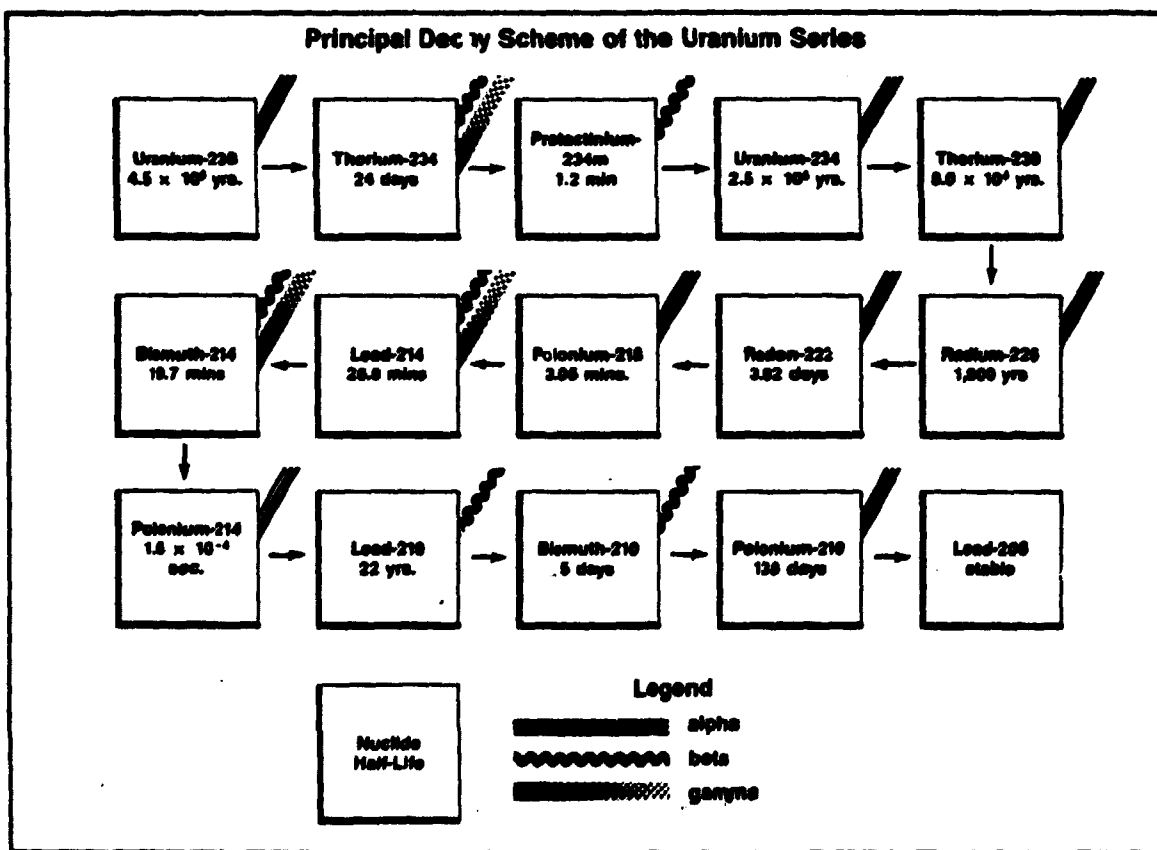 Principal Decay Scheme of the Uranium Series
Uranium-238
4.5 × 10⁹ yrs.
Thorium-234
24 days
Protactinium-
234m
1.2 min
Uranium-234
2.5 × 10⁵ yrs.
Thorium-230
8.0 × 10⁴ yrs.
Bismuth-214
19.7 mins
Lead-214
26.8 mins
Polonium-218
3.05 mins.
Radon-222
3.82 days
Radium-226
1,600 yrs
Polonium-214
1.6 × 10⁻⁴
sec.
Lead-210
22 yrs.
Bismuth-210
5 days
Polonium-210
138 days
Lead-206
stable
Nuclide
Half-Life
Legend
alpha
beta
gamma